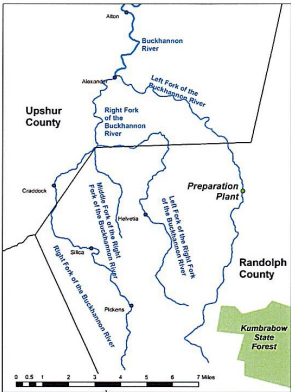 Alton
Buckhannon
River
Alexander
Left Fork of the
Buckhannon River
Right Fork
of the
Buckhannon
River
Upshur
County
Craddock
Middle Fork of the Right
Fork of the Buckhannon River
Helvetia
Left Fork of the Right Fork
of the Buckhannon River
Preparation
Plant
Silica
Right Fork of the Buckhannon River
Randolph
County
Pickens
Kumbrabow
State
Forest
0 0.5 1 2 3 4 5 6 7 Miles